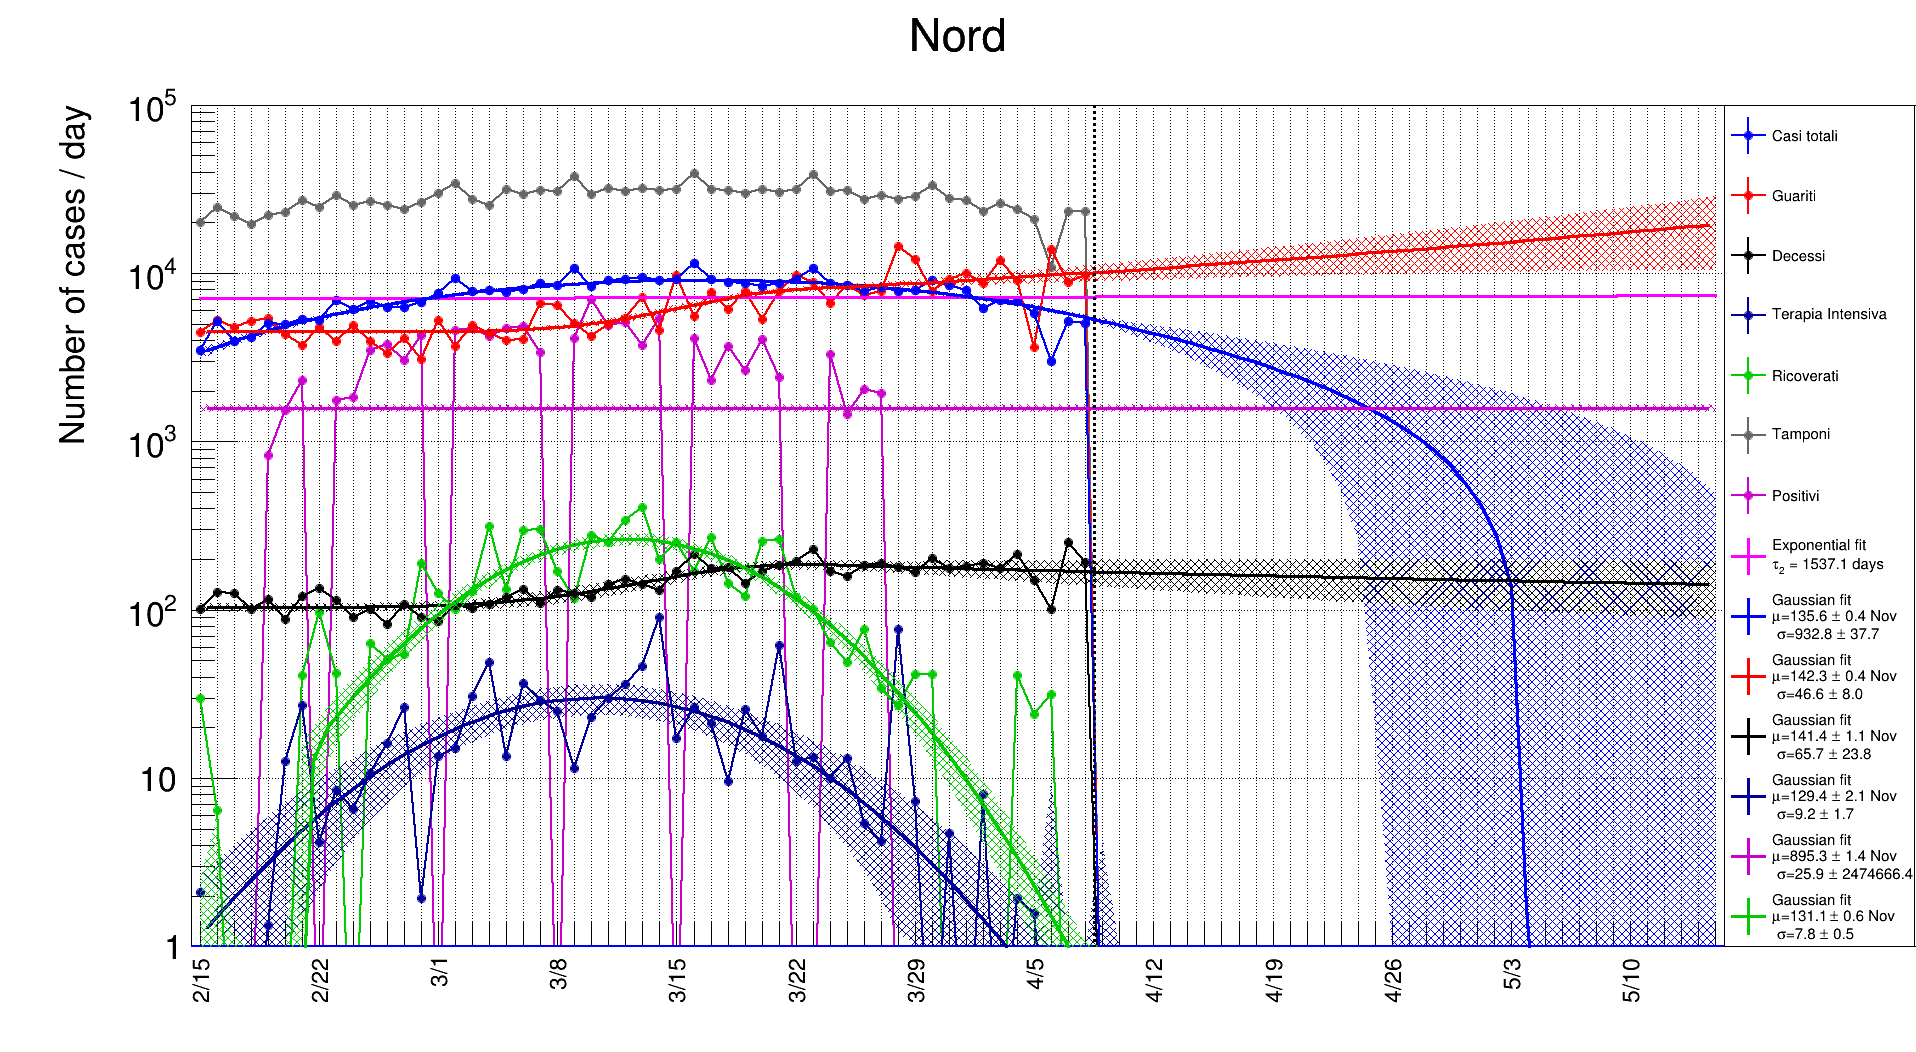 Nord
Number of cases / day
10^5
10^4
10^3
10^2
10
1
2/15
2/22
3/1
3/8
3/15
3/22
3/29
4/5
4/12
4/19
4/26
5/3
5/10
Casi totali
Guariti
Decessi
Terapia Intensiva
Ricoverati
Tamponi
Positivi
Exponential fit
τ₂ = 1537.1 days
Gaussian fit
μ=135.6 ± 0.4 Nov
σ=932.8 ± 37.7
Gaussian fit
μ=142.3 ± 0.4 Nov
σ=46.6 ± 8.0
Gaussian fit
μ=141.4 ± 1.1 Nov
σ=65.7 ± 23.8
Gaussian fit
μ=129.4 ± 2.1 Nov
σ=9.2 ± 1.7
Gaussian fit
μ=895.3 ± 1.4 Nov
σ=25.9 ± 2474666.4
Gaussian fit
μ=131.1 ± 0.6 Nov
σ=7.8 ± 0.5